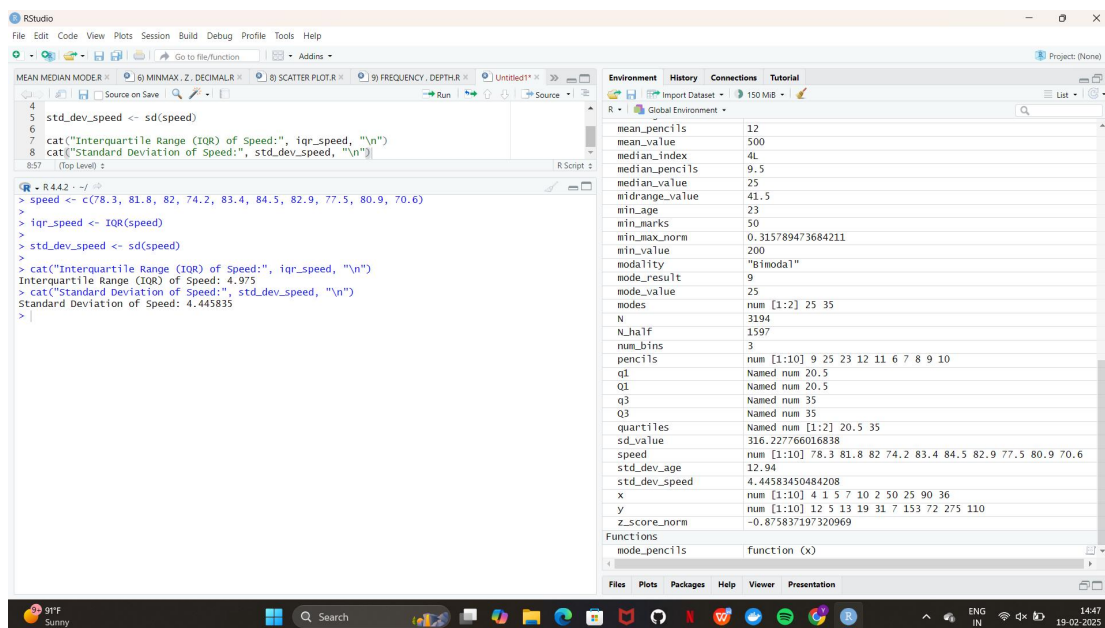 RStudio
File Edit Code View Plots Session Build Debug Profile Tools Help
Go to file/function Addins
Project: (None)
MEAN MEDIAN MODE.R 6) MINMAX , Z , DECIMAL.R 8) SCATTER PLOT.R 9) FREQUENCY , DEPTH.R Untitled1*
Source on Save Run Source
4
5 std_dev_speed <- sd(speed)
6
7 cat("Interquartile Range (IQR) of Speed:", iqr_speed, "\n")
8 cat("Standard Deviation of Speed:", std_dev_speed, "\n")
8:57 (Top Level) R Script
R 4.4.2 · ~/
> speed <- c(78.3, 81.8, 82, 74.2, 83.4, 84.5, 82.9, 77.5, 80.9, 70.6)
>
> iqr_speed <- IQR(speed)
>
> std_dev_speed <- sd(speed)
>
> cat("Interquartile Range (IQR) of Speed:", iqr_speed, "\n")
Interquartile Range (IQR) of Speed: 4.975
> cat("Standard Deviation of Speed:", std_dev_speed, "\n")
Standard Deviation of Speed: 4.445835
>
Environment History Connections Tutorial
Import Dataset 150 MiB List
R Global Environment
mean_pencils 12
mean_value 500
median_index 4L
median_pencils 9.5
median_value 25
midrange_value 41.5
min_age 23
min_marks 50
min_max_norm 0.315789473684211
min_value 200
modality "Bimodal"
mode_result 9
mode_value 25
modes num [1:2] 25 35
N 3194
N_half 1597
num_bins 3
pencils num [1:10] 9 25 23 12 11 6 7 8 9 10
q1 Named num 20.5
Q1 Named num 20.5
q3 Named num 35
Q3 Named num 35
quartiles Named num [1:2] 20.5 35
sd_value 316.227766016838
speed num [1:10] 78.3 81.8 82 74.2 83.4 84.5 82.9 77.5 80.9 70.6
std_dev_age 12.94
std_dev_speed 4.44583450484208
x num [1:10] 4 1 5 7 10 2 50 25 90 36
y num [1:10] 12 5 13 19 31 7 153 72 275 110
z_score_norm -0.875837197320969
Functions
mode_pencils function (x)
Files Plots Packages Help Viewer Presentation
9+ 91°F
Sunny
Search
ENG
IN
14:47
19-02-2025